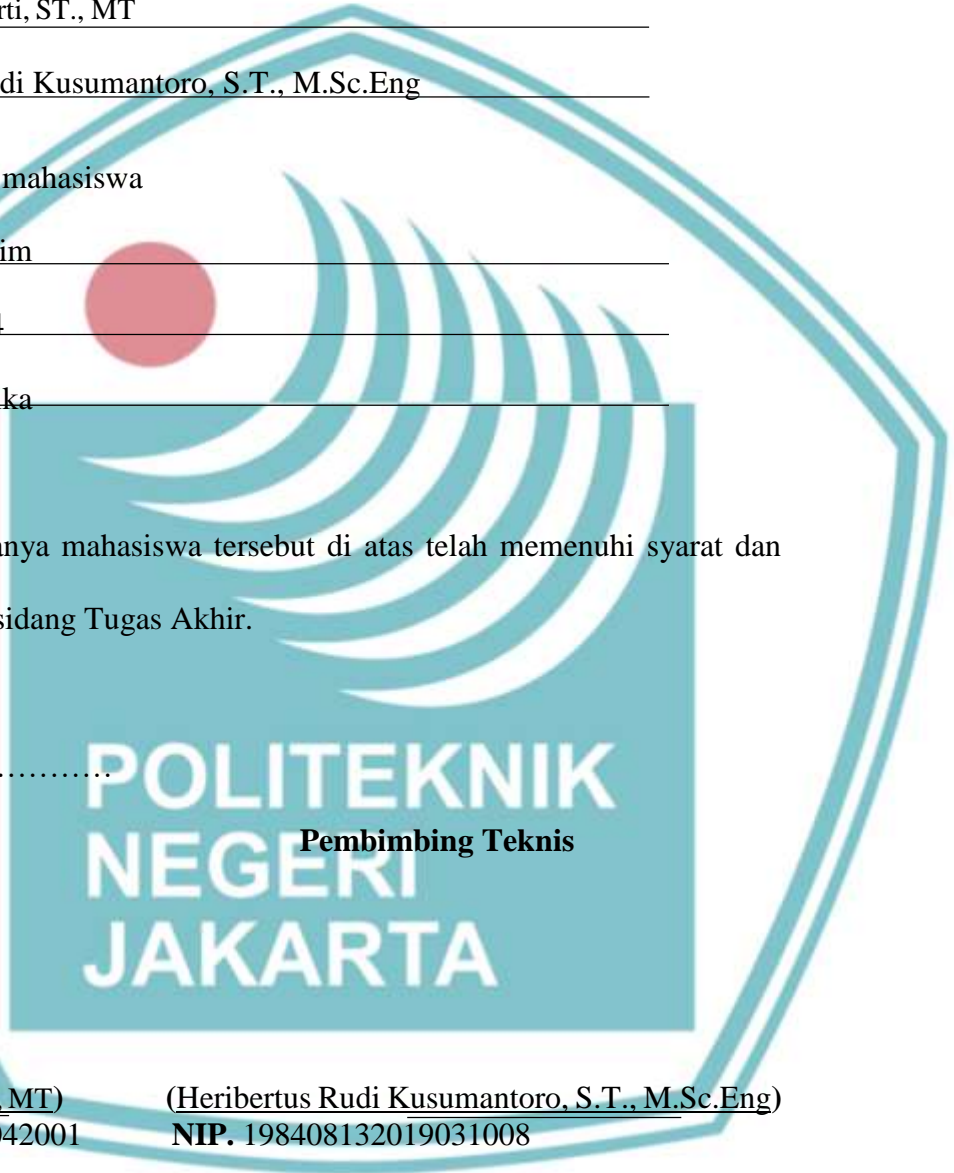 rti, ST., MT
di Kusumantoro, S.T., M.Sc.Eng
mahasiswa
im
ka
anya mahasiswa tersebut di atas telah memenuhi syarat dan
sidang Tugas Akhir.
…………
POLITEKNIK
NEGERI
JAKARTA
Pembimbing Teknis
MT) (Heribertus Rudi Kusumantoro, S.T., M.Sc.Eng)
042001 NIP. 198408132019031008